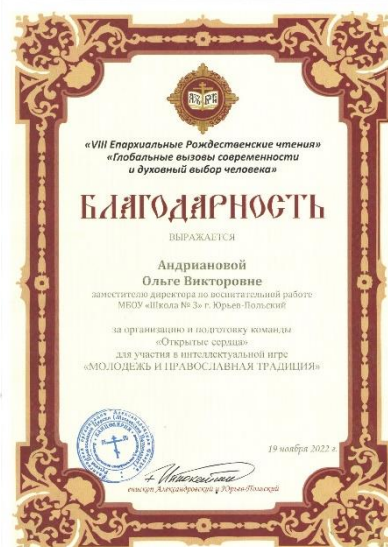 «VIII Епархиальные Рождественские чтения»
«Глобальные вызовы современности
и духовный выбор человека»
БЛАГОДАРНОСТЬ
ВЫРАЖАЕТСЯ
Андриановой
Ольге Викторовне
заместителю директора по воспитательной работе
МБОУ «Школа № 3» г. Юрьев-Польский
за организацию и подготовку команды
«Открытые сердца»
для участия в интеллектуальной игре
«МОЛОДЕЖЬ И ПРАВОСЛАВНАЯ ТРАДИЦИЯ»
19 ноября 2022 г.
епископ Александровский и Юрьев-Польский